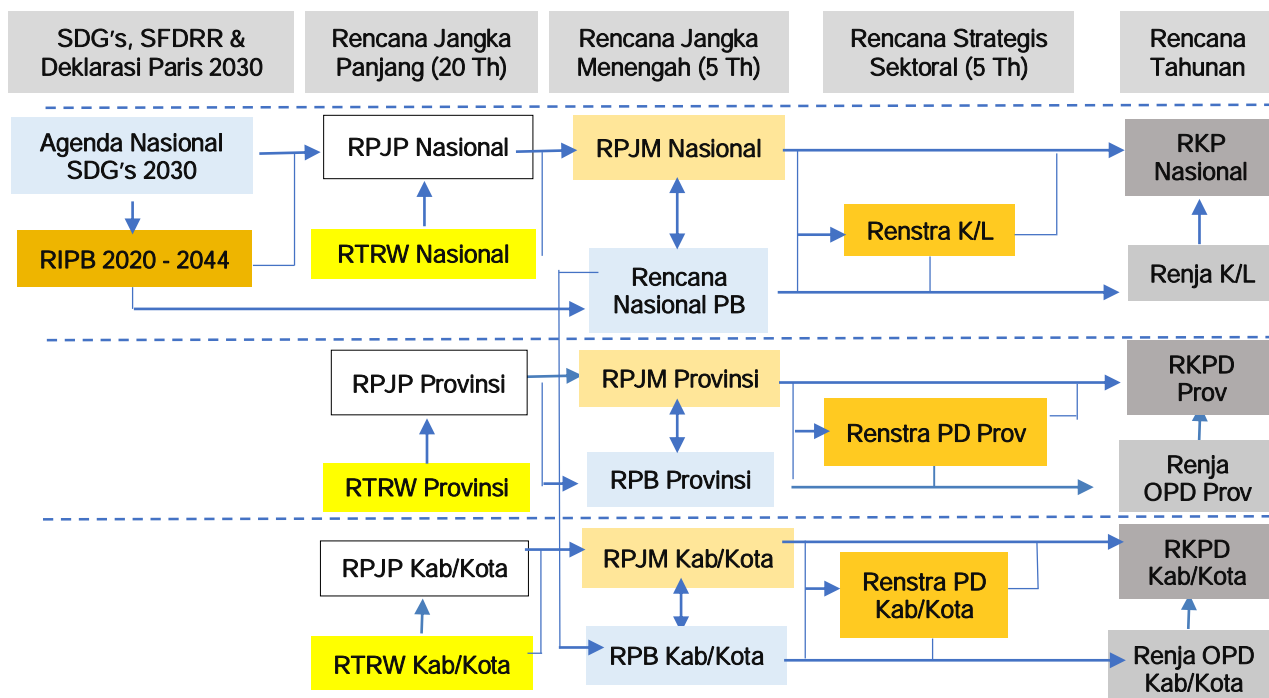 SDG's, SFDRR &
Deklarasi Paris 2030
Rencana Jangka
Panjang (20 Th)
Rencana Jangka
Menengah (5 Th)
Rencana Strategis
Sektoral (5 Th)
Rencana
Tahunan
Agenda Nasional
SDG's 2030
RPJP Nasional
RPJM Nasional
RKP
Nasional
RIPB 2020 - 2044
RTRW Nasional
Renstra K/L
Rencana
Nasional PB
Renja K/L
RPJP Provinsi
RPJM Provinsi
RKPD
Prov
Renstra PD Prov
RTRW Provinsi
RPB Provinsi
Renja
OPD Prov
RPJP Kab/Kota
RPJM Kab/Kota
RKPD
Kab/Kota
Renstra PD
Kab/Kota
RTRW Kab/Kota
RPB Kab/Kota
Renja OPD
Kab/Kota